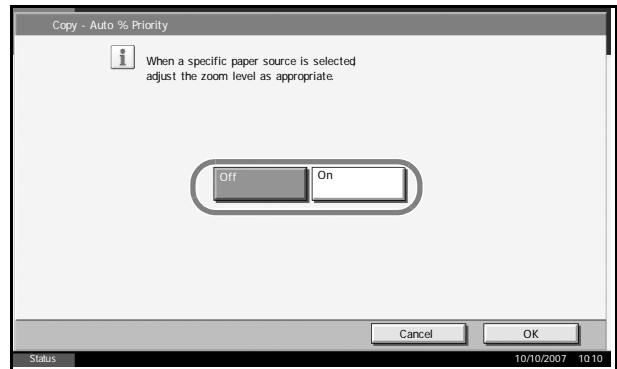 Copy - Auto % Priority
When a specific paper source is selected,
adjust the zoom level as appropriate.
Off On
Cancel OK
Status 10/10/2007 10:10